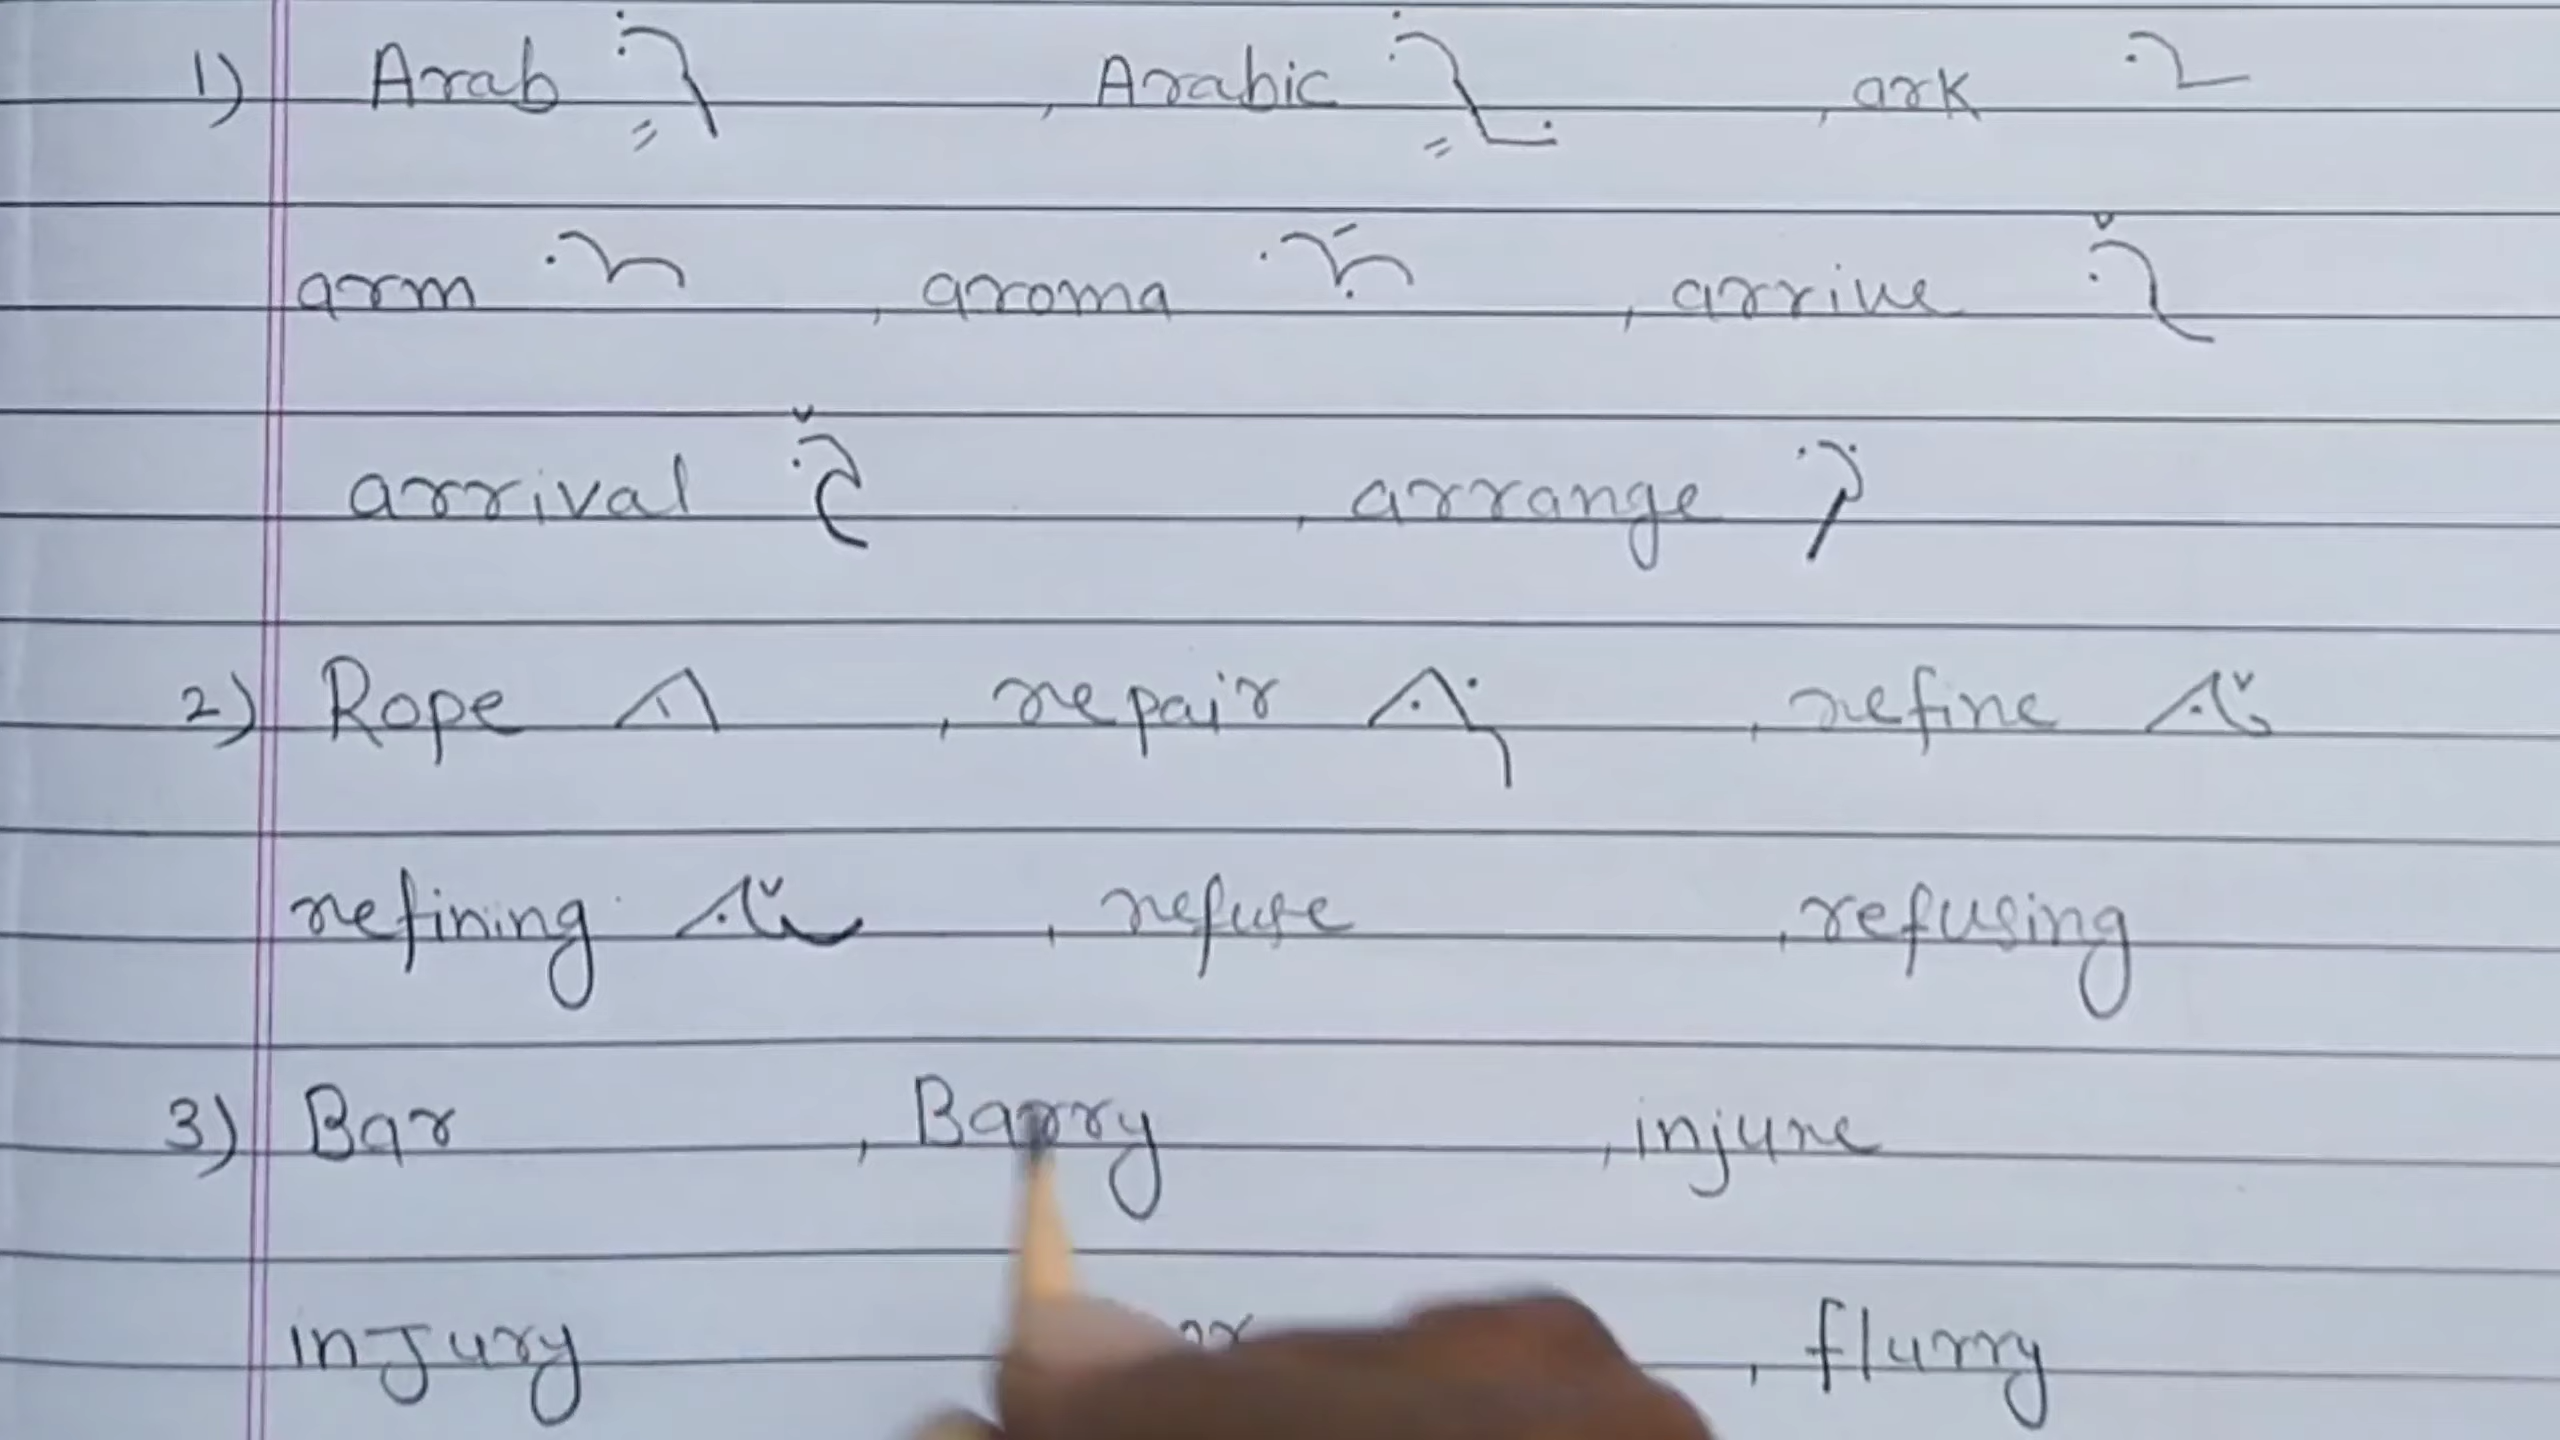 1) Arab , Arabic , ark
arm , aroma , arrive
arrival , arrange
2) Rope , repair , refine
refining , refuse , refusing
3) Bar , Barry , injure
injury , flurry